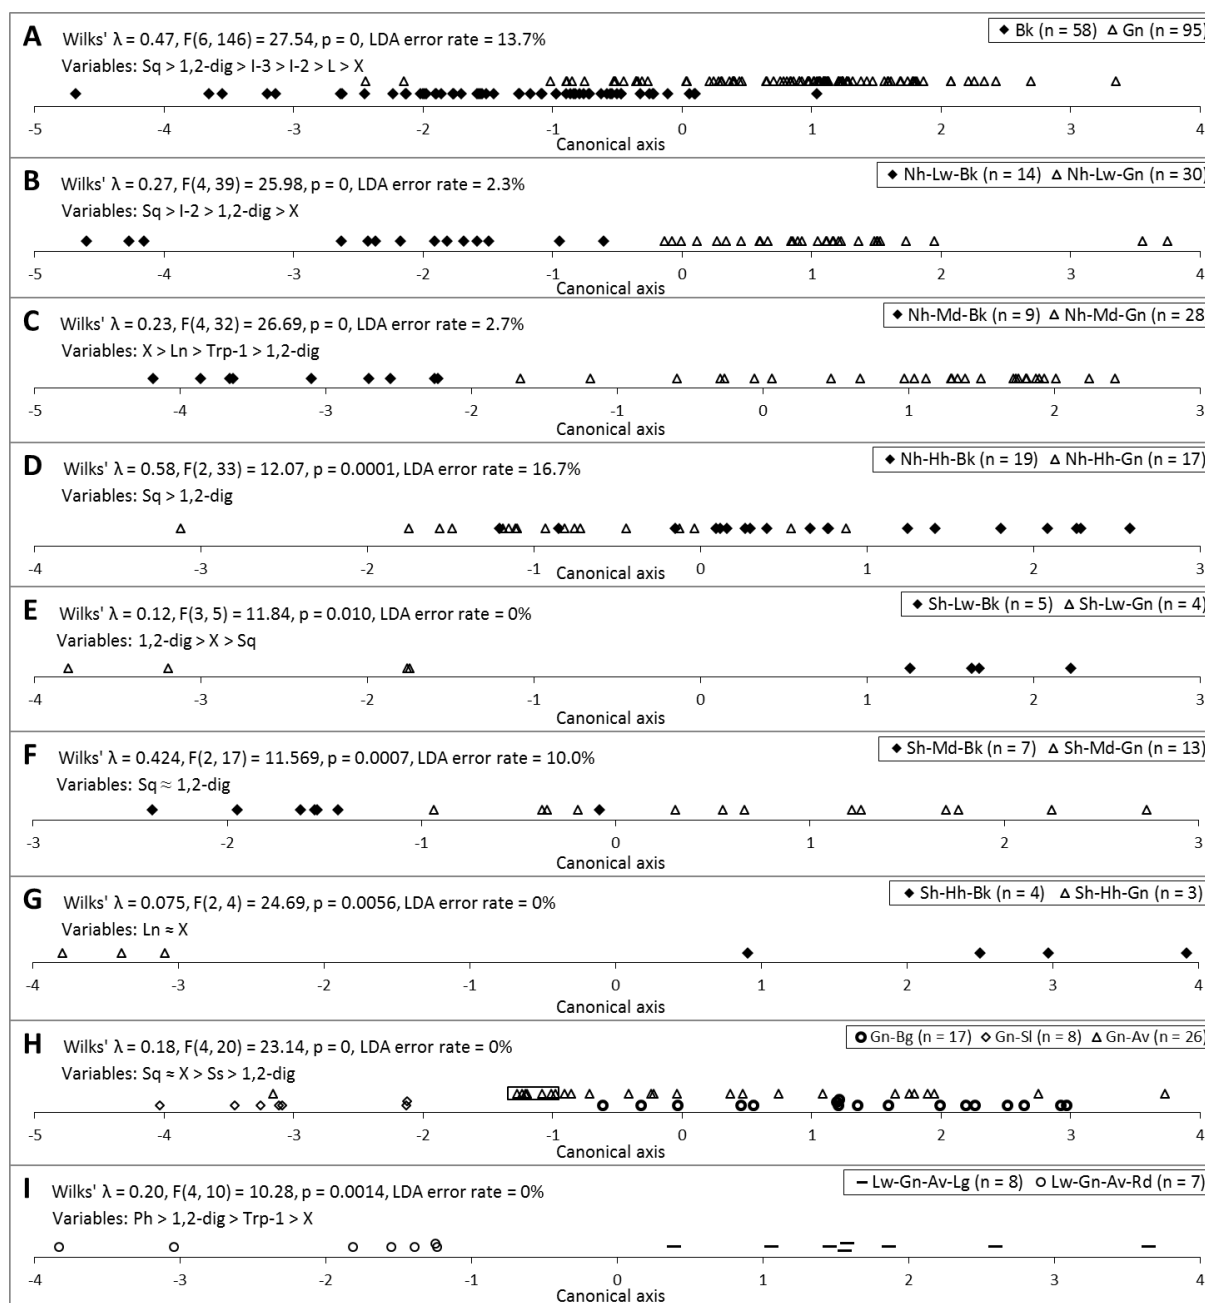 A Wilks' λ = 0.47, F(6, 146) = 27.54, p = 0, LDA error rate = 13.7%
◆ Bk (n = 58) △ Gn (n = 95)
Variables: Sq > 1,2-dig > I-3 > I-2 > L > X
-5 -4 -3 -2 -1 0 1 2 3 4
Canonical axis
B Wilks' λ = 0.27, F(4, 39) = 25.98, p = 0, LDA error rate = 2.3%
◆ Nh-Lw-Bk (n = 14) △ Nh-Lw-Gn (n = 30)
Variables: Sq > I-2 > 1,2-dig > X
-5 -4 -3 -2 -1 0 1 2 3 4
Canonical axis
C Wilks' λ = 0.23, F(4, 32) = 26.69, p = 0, LDA error rate = 2.7%
◆ Nh-Md-Bk (n = 9) △ Nh-Md-Gn (n = 28
Variables: X > Ln > Trp-1 > 1,2-dig
-5 -4 -3 -2 -1 0 1 2 3
Canonical axis
D Wilks' λ = 0.58, F(2, 33) = 12.07, p = 0.0001, LDA error rate = 16.7%
◆ Nh-Hh-Bk (n = 19) △ Nh-Hh-Gn (n = 17)
Variables: Sq > 1,2-dig
-4 -3 -2 -1 0 1 2 3
Canonical axis
E Wilks' λ = 0.12, F(3, 5) = 11.84, p = 0.010, LDA error rate = 0%
◆ Sh-Lw-Bk (n = 5) △ Sh-Lw-Gn (n = 4)
Variables: 1,2-dig > X > Sq
-4 -3 -2 -1 0 1 2 3
Canonical axis
F Wilks' λ = 0.424, F(2, 17) = 11.569, p = 0.0007, LDA error rate = 10.0%
◆ Sh-Md-Bk (n = 7) △ Sh-Md-Gn (n = 13)
Variables: Sq ≈ 1,2-dig
-3 -2 -1 0 1 2 3
Canonical axis
G Wilks' λ = 0.075, F(2, 4) = 24.69, p = 0.0056, LDA error rate = 0%
◆ Sh-Hh-Bk (n = 4) △ Sh-Hh-Gn (n = 3)
Variables: Ln ≈ X
-4 -3 -2 -1 0 1 2 3 4
Canonical axis
H Wilks' λ = 0.18, F(4, 20) = 23.14, p = 0, LDA error rate = 0%
Gn-Bg (n = 17) ◇ Gn-Sl (n = 8) △ Gn-Av (n = 26)
Variables: Sq ≈ X > Ss > 1,2-dig
-5 -4 -3 -2 -1 0 1 2 3 4
Canonical axis
I Wilks' λ = 0.20, F(4, 10) = 10.28, p = 0.0014, LDA error rate = 0%
– Lw-Gn-Av-Lg (n = 8) ○ Lw-Gn-Av-Rd (n = 7)
Variables: Ph > 1,2-dig > Trp-1 > X
-4 -3 -2 -1 0 1 2 3 4
Canonical axis